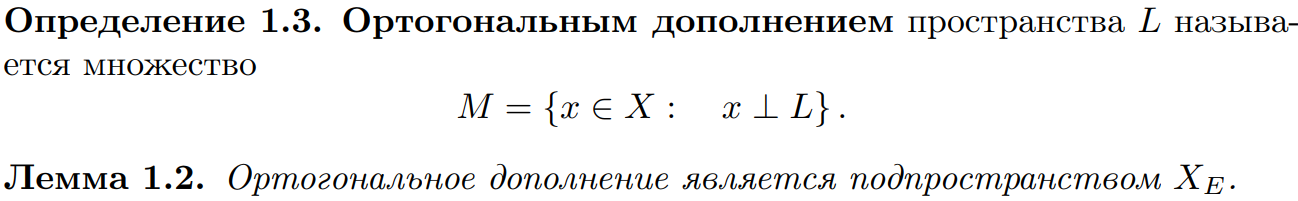 Определение 1.3. Ортогональным дополнением пространства L называ-
ется множество
M = {x ∈ X : x ⊥ L} .
Лемма 1.2. Ортогональное дополнение является подпространством X_E.